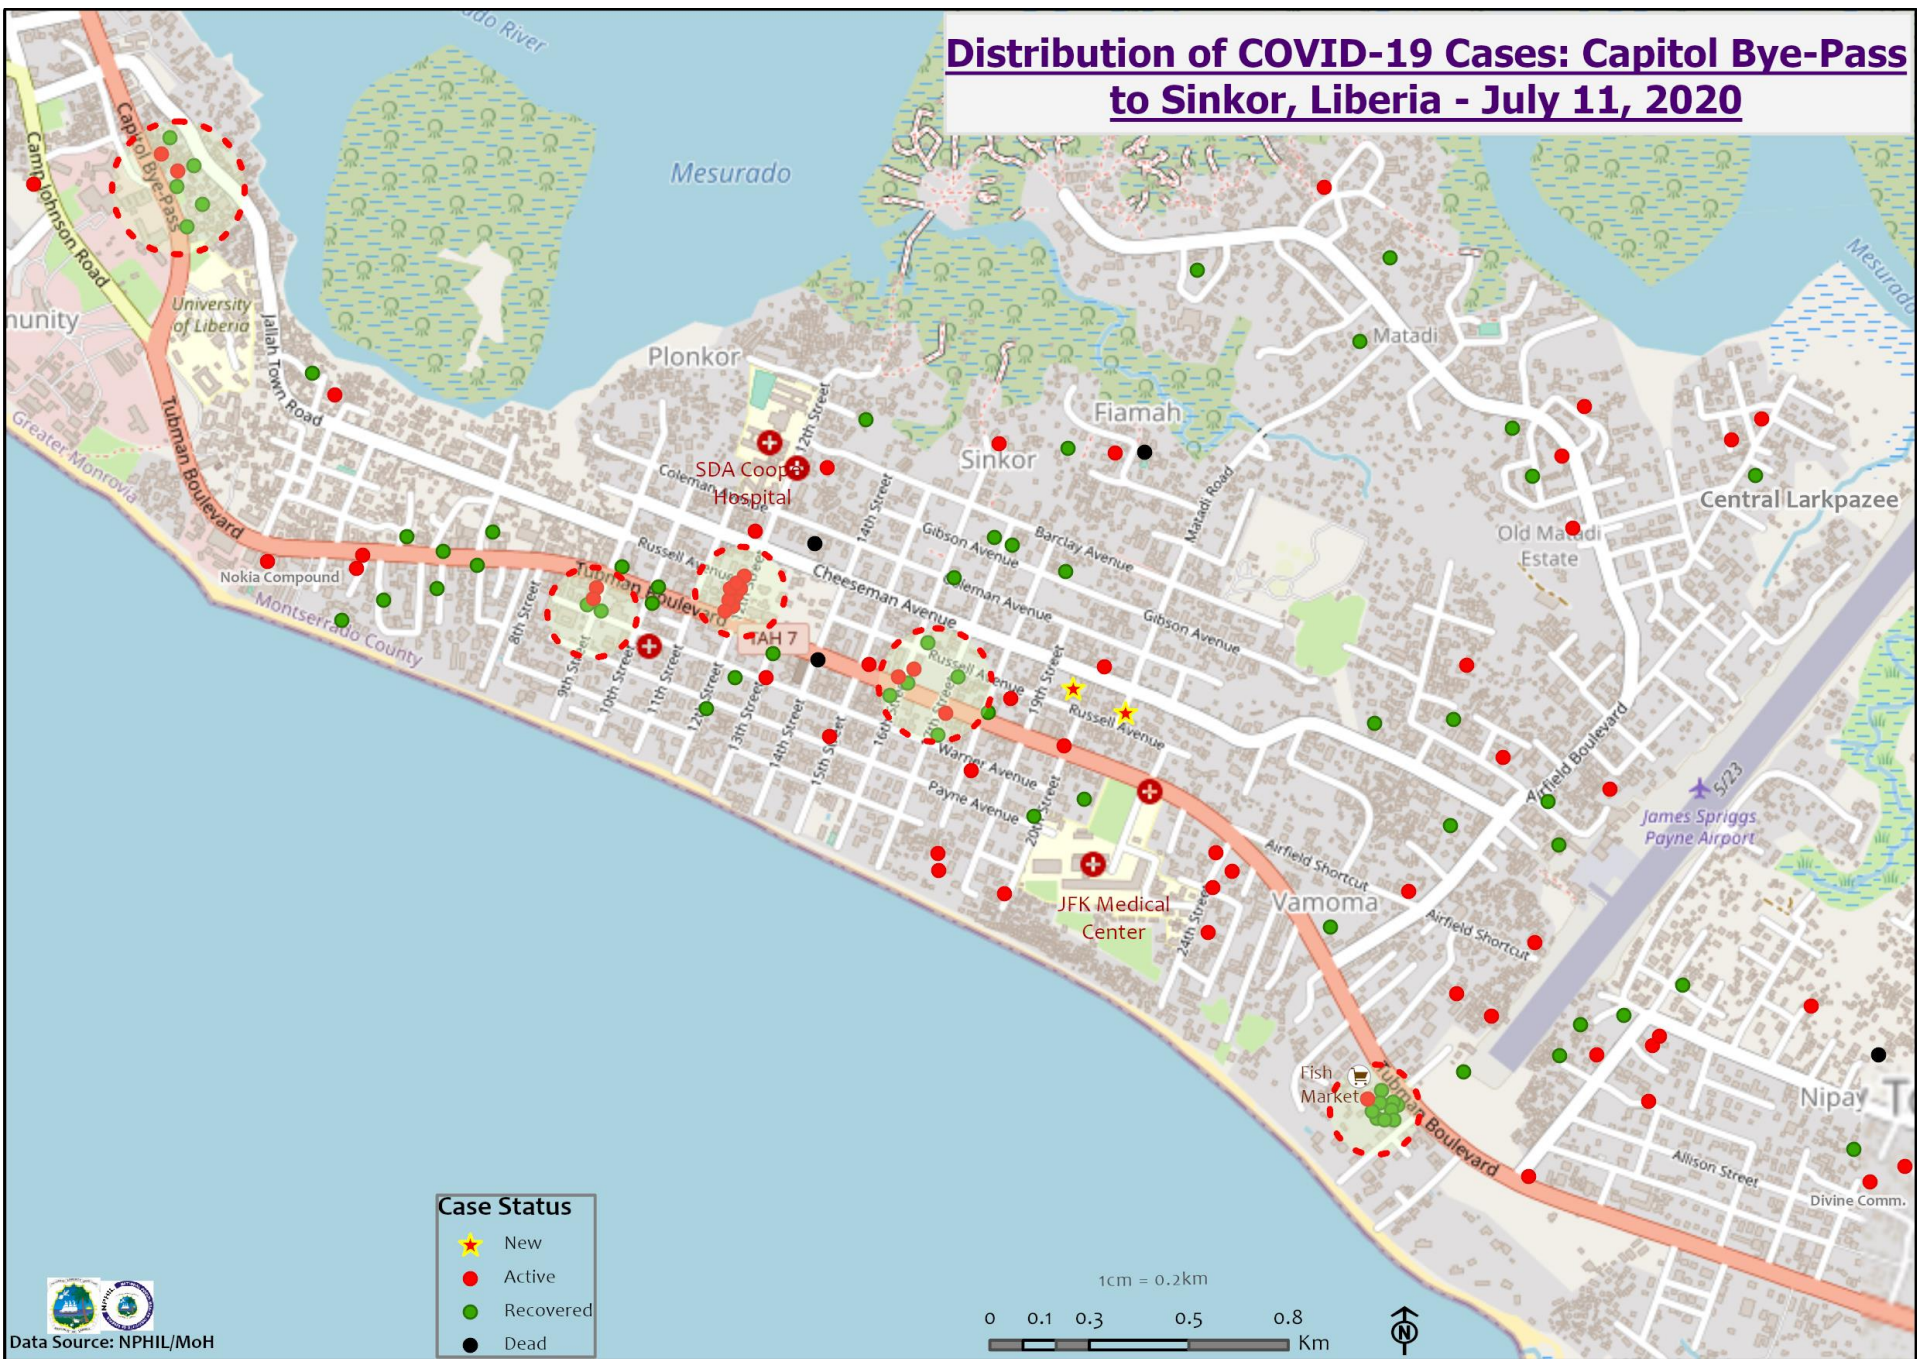 Distribution of COVID-19 Cases: Capitol Bye-Pass
to Sinkor, Liberia - July 11, 2020
Mesurado
Mesurado
Capitol Bye-Pass
Camp Johnson Road
University
of Liberia
munity
Jallah Town Road
Tubman Boulevard
Greater Monrovia
Plonkor
12th Street
SDA Coop
Hospital
Coleman
14th Street
Sinkor
Fiamah
Matadi
Matadi Road
Gibson Avenue
Barclay Avenue
Coleman Avenue
Gibson Avenue
Cheeseman Avenue
Old Matadi
Estate
Central Larkpazee
Nokia Compound
Montserrado County
Russell Avenue
Tubman Boulevard
TAH 7
8th Street
9th Street
10th Street
11th Street
12th Street
13th Street
14th Street
15th Street
16th
Russell Avenue
19th Street
Russell Avenue
Warner Avenue
Payne Avenue
20th Street
JFK Medical
Center
24th Street
Airfield Shortcut
Vamoma
Airfield Shortcut
Airfield Boulevard
5/23
James Spriggs
Payne Airport
Fish
Market
Tubman Boulevard
Nipay
To
Allison Street
Divine Comm.
Case Status
New
Active
Recovered
Dead
1cm = 0.2km
0 0.1 0.3 0.5 0.8
Km
N
Data Source: NPHIL/MoH